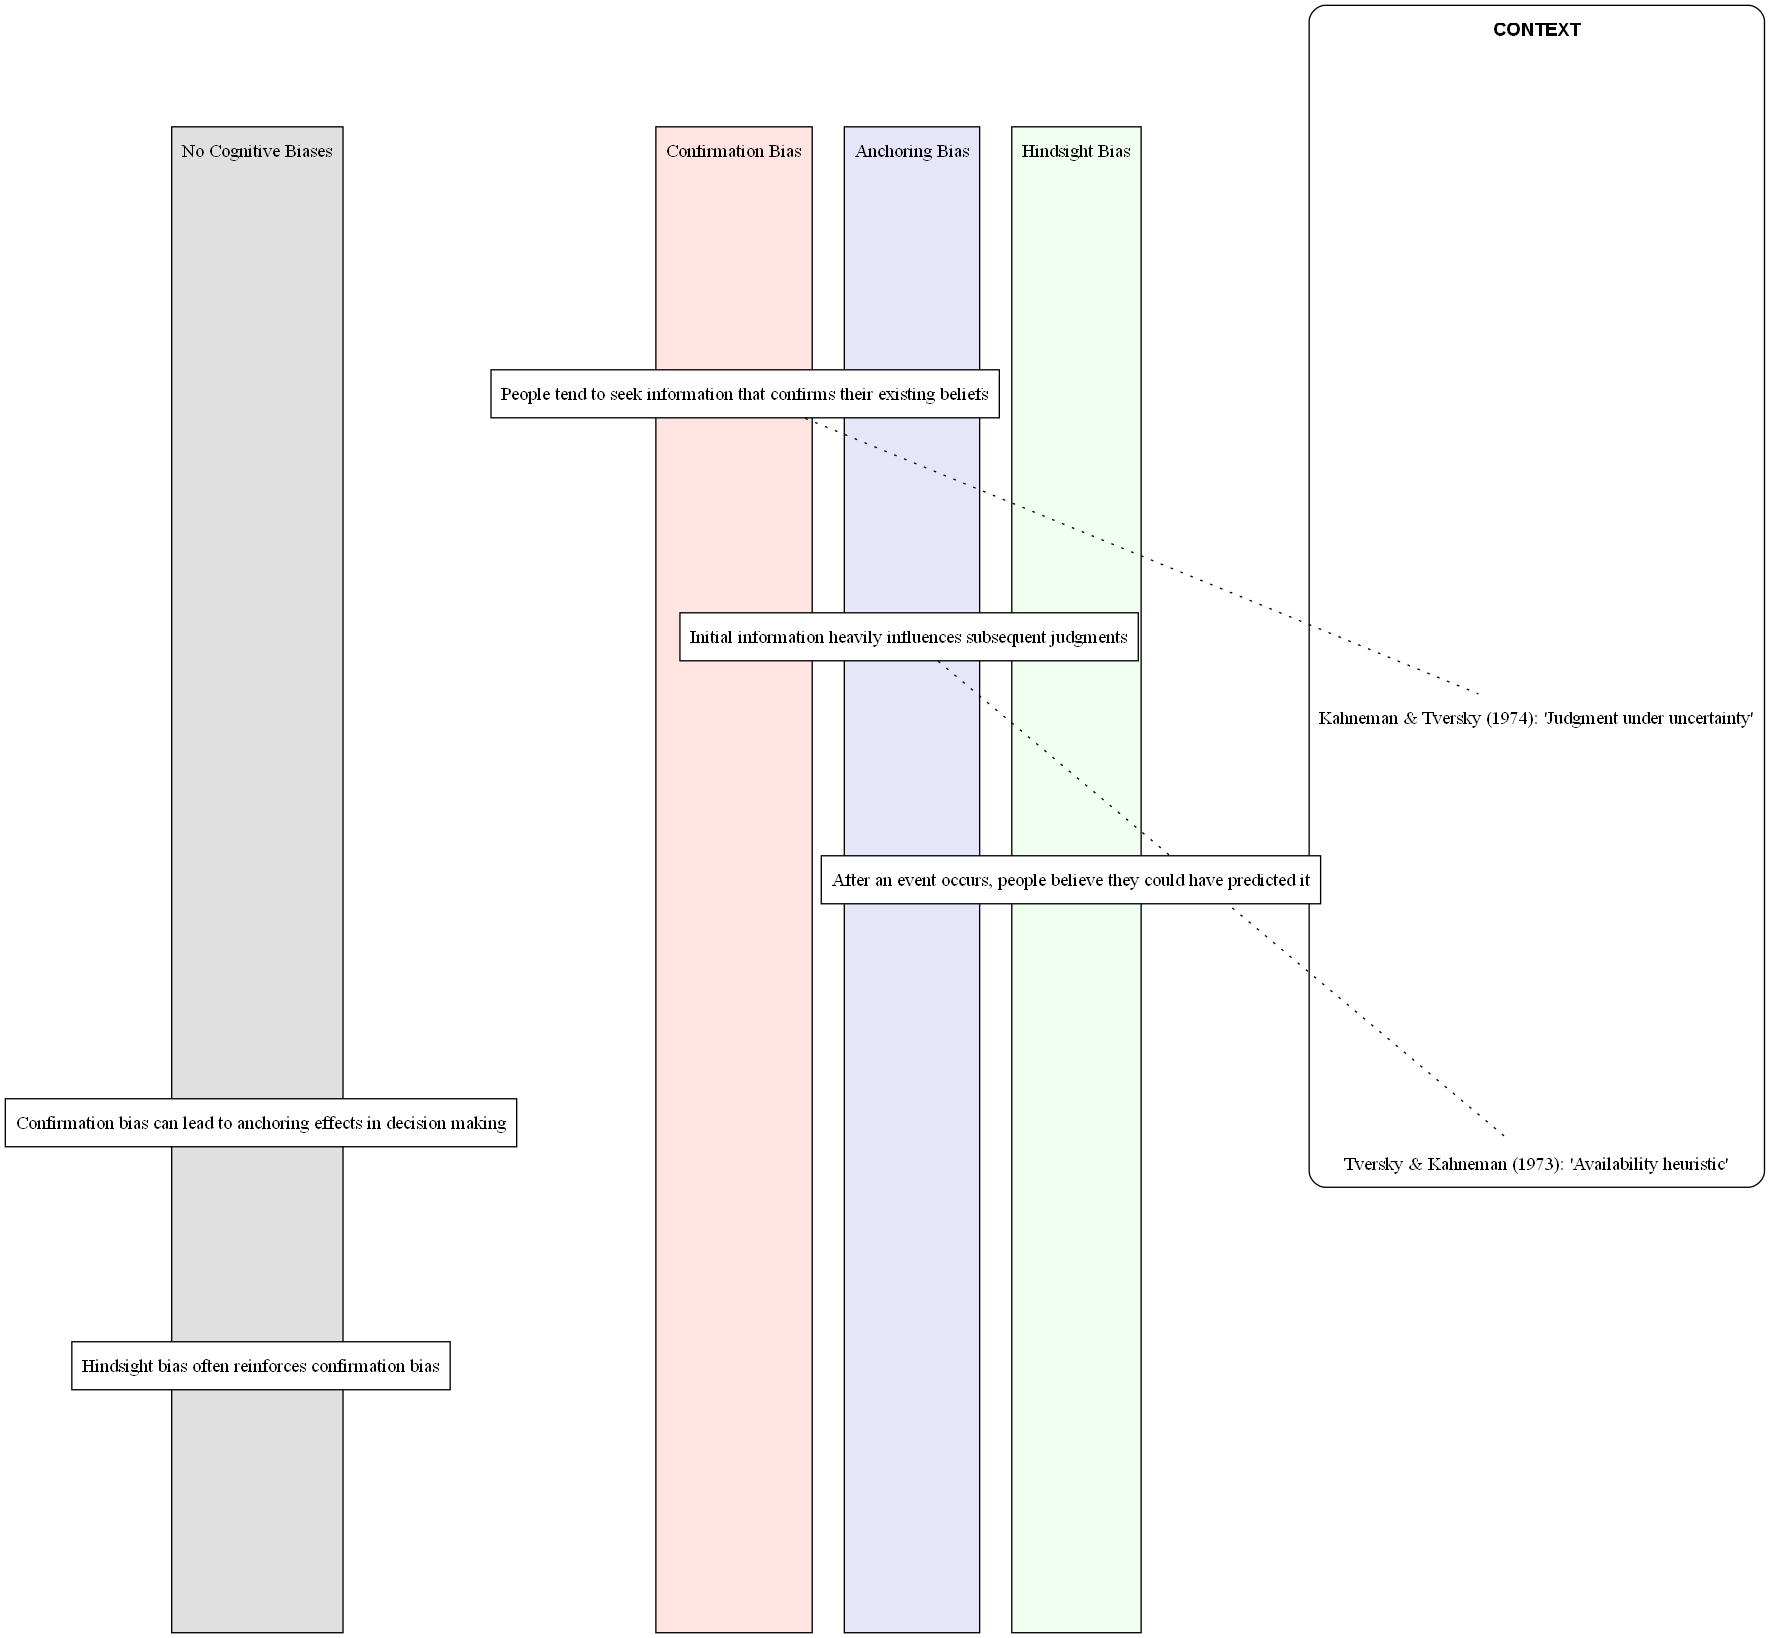 CONTEXT
No Cognitive Biases
Confirmation Bias
Anchoring Bias
Hindsight Bias
People tend to seek information that confirms their existing beliefs
Initial information heavily influences subsequent judgments
Kahneman & Tversky (1974): 'Judgment under uncertainty'
After an event occurs, people believe they could have predicted it
Confirmation bias can lead to anchoring effects in decision making
Tversky & Kahneman (1973): 'Availability heuristic'
Hindsight bias often reinforces confirmation bias